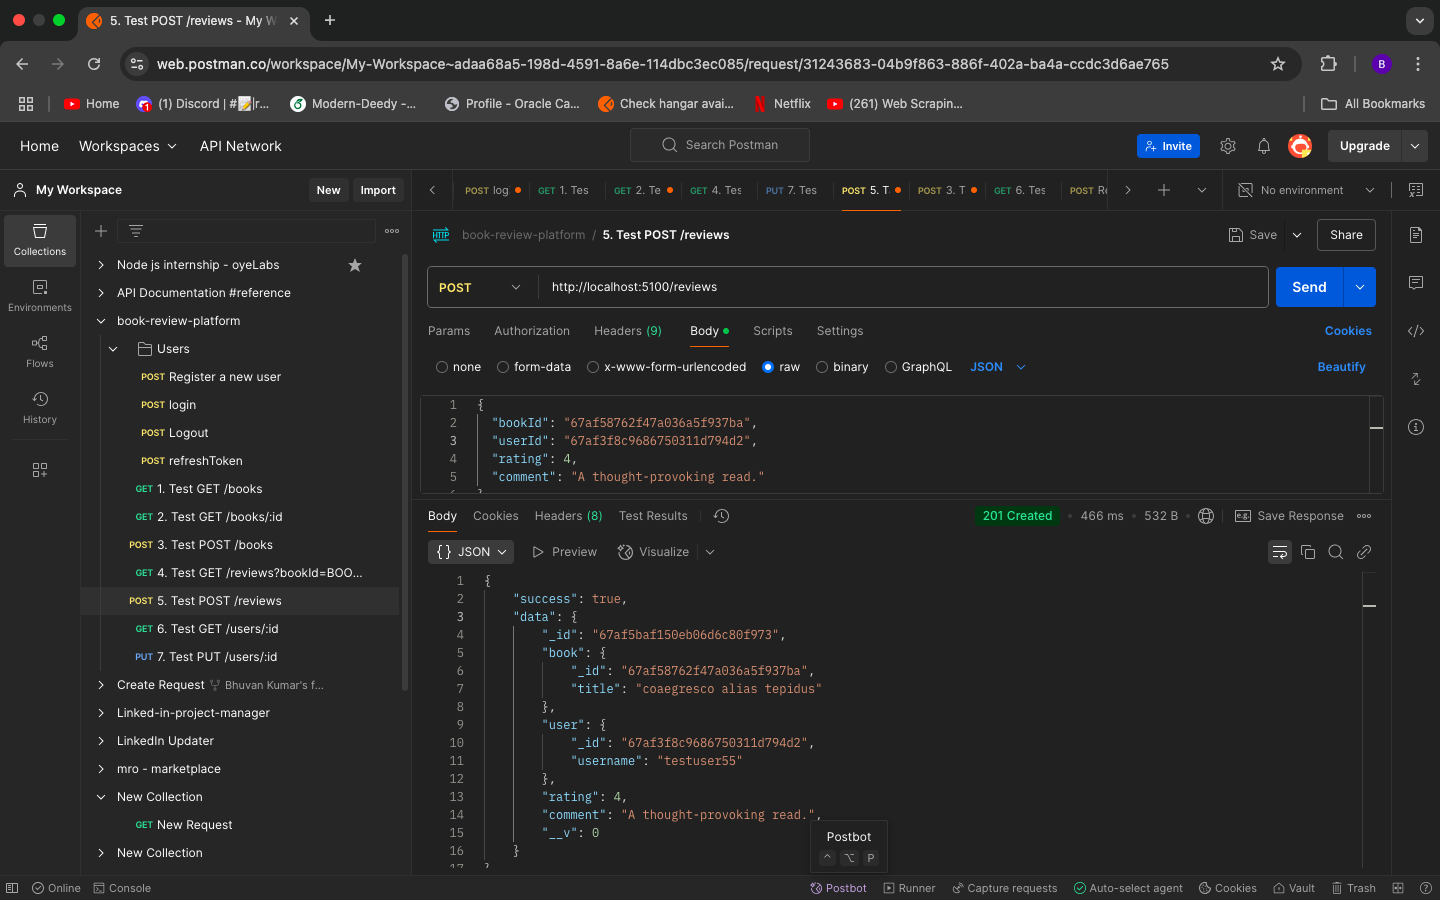 5. Test POST /reviews - My W
web.postman.co/workspace/My-Workspace~adaa68a5-198d-4591-8a6e-114dbc3ec085/request/31243683-04b9f863-886f-402a-ba4a-ccdc3d6ae765
B
Home
(1) Discord | #📝|r...
Modern-Deedy -...
Profile - Oracle Ca...
Check hangar avai...
Netflix
(261) Web Scrapin...
All Bookmarks
Home
Workspaces
API Network
Search Postman
Invite
Upgrade
My Workspace
New
Import
POST log
GET 1. Tes
GET 2. Te
GET 4. Tes
PUT 7. Tes
POST 5. T
POST 3. T
GET 6. Tes
POST Re
No environment
Collections
Environments
Flows
History
Node js internship - oyeLabs
API Documentation #reference
book-review-platform
Users
POST Register a new user
POST login
POST Logout
POST refreshToken
GET 1. Test GET /books
GET 2. Test GET /books/:id
POST 3. Test POST /books
GET 4. Test GET /reviews?bookId=BOO...
POST 5. Test POST /reviews
GET 6. Test GET /users/:id
PUT 7. Test PUT /users/:id
Create Request Bhuvan Kumar's f...
Linked-in-project-manager
LinkedIn Updater
mro - marketplace
New Collection
GET New Request
New Collection
HTTP book-review-platform / 5. Test POST /reviews
Save
Share
POST
http://localhost:5100/reviews
Send
Params
Authorization
Headers (9)
Body
Scripts
Settings
Cookies
none
form-data
x-www-form-urlencoded
raw
binary
GraphQL
JSON
Beautify
1 {
2 "bookId": "67af58762f47a036a5f937ba",
3 "userId": "67af3f8c9686750311d794d2",
4 "rating": 4,
5 "comment": "A thought-provoking read."
Body
Cookies
Headers (8)
Test Results
201 Created
466 ms
532 B
e.g. Save Response
{} JSON
Preview
Visualize
1 {
2 "success": true,
3 "data": {
4 "_id": "67af5baf150eb06d6c80f973",
5 "book": {
6 "_id": "67af58762f47a036a5f937ba",
7 "title": "coaegresco alias tepidus"
8 },
9 "user": {
10 "_id": "67af3f8c9686750311d794d2",
11 "username": "testuser55"
12 },
13 "rating": 4,
14 "comment": "A thought-provoking read.",
15 "__v": 0
16 }
17
Postbot
^ ⌥ P
Online
Console
Postbot
Runner
Capture requests
Auto-select agent
Cookies
Vault
Trash